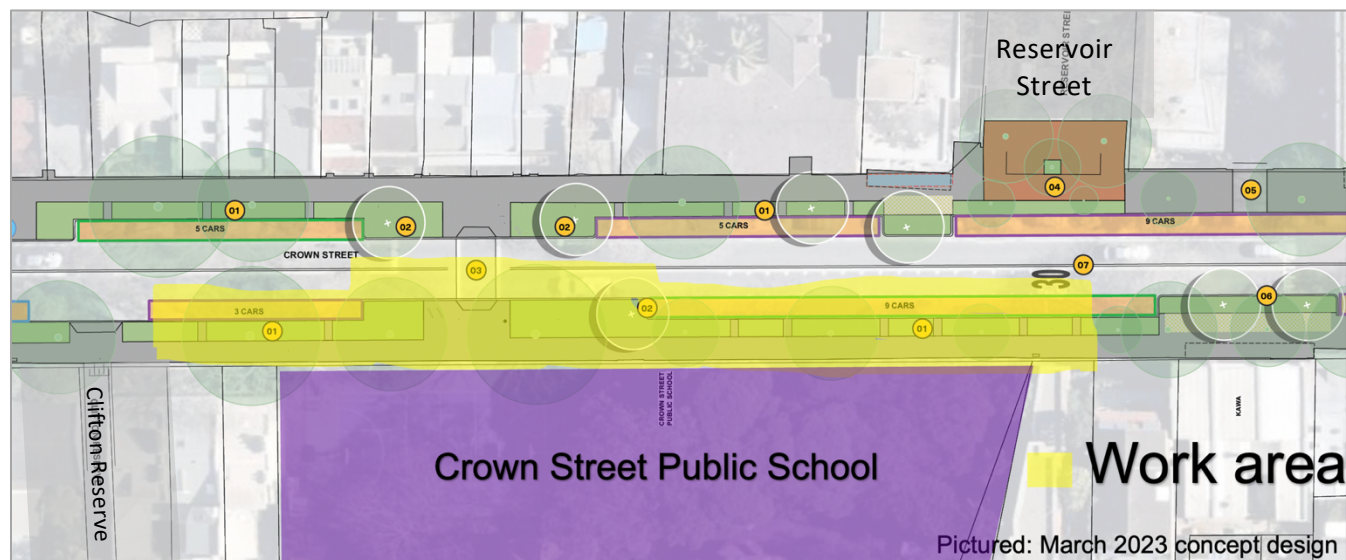 Reservoir
Street
RESERVOIR STREET
04
05
01
02
02
01
5 CARS
5 CARS
9 CARS
CROWN STREET
03
07
30
3 CARS
02
9 CARS
06
01
01
Clifton Reserve
CROWN STREET
PUBLIC SCHOOL
KAWA
Crown Street Public School
Work area
Pictured: March 2023 concept design